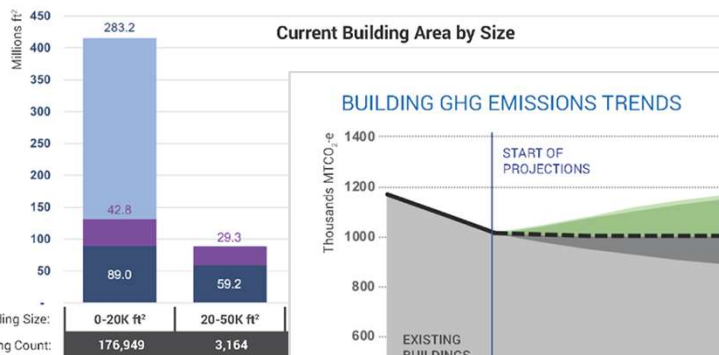 Current Building Area by Size
Millions ft²
450
400
350
300
250
200
150
100
50
-
283.2
42.8
89.0
29.3
59.2
ing Size: 0-20K ft² 20-50K ft²
ng Count: 176,949 3,164
BUILDING GHG EMISSIONS TRENDS
Thousands MTCO₂-e
1400
1200
1000
800
600
START OF
PROJECTIONS
EXISTING
BUILDINGS